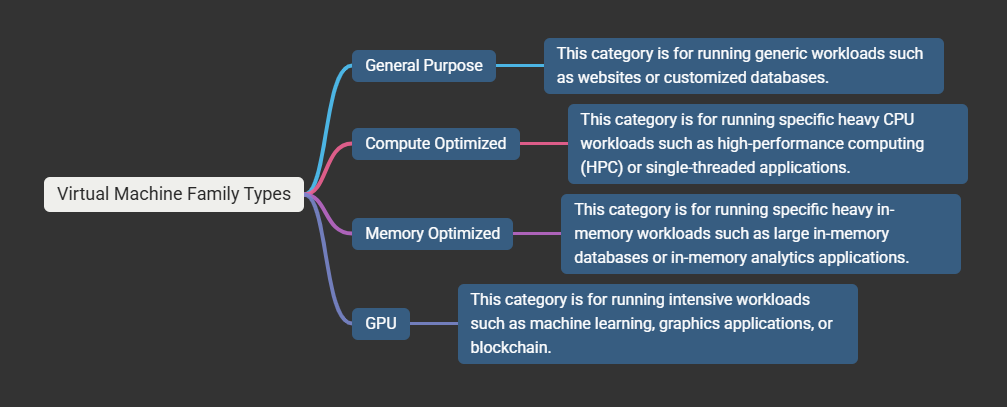 Virtual Machine Family Types
General Purpose
This category is for running generic workloads such
as websites or customized databases.
Compute Optimized
This category is for running specific heavy CPU
workloads such as high-performance computing
(HPC) or single-threaded applications.
Memory Optimized
This category is for running specific heavy in-
memory workloads such as large in-memory
databases or in-memory analytics applications.
GPU
This category is for running intensive workloads
such as machine learning, graphics applications, or
blockchain.